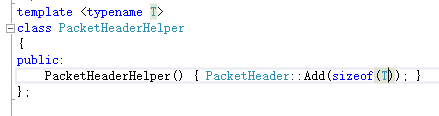 template <typename T>
class PacketHeaderHelper
{
public:
    PacketHeaderHelper() { PacketHeader::Add(sizeof(T)); }
};